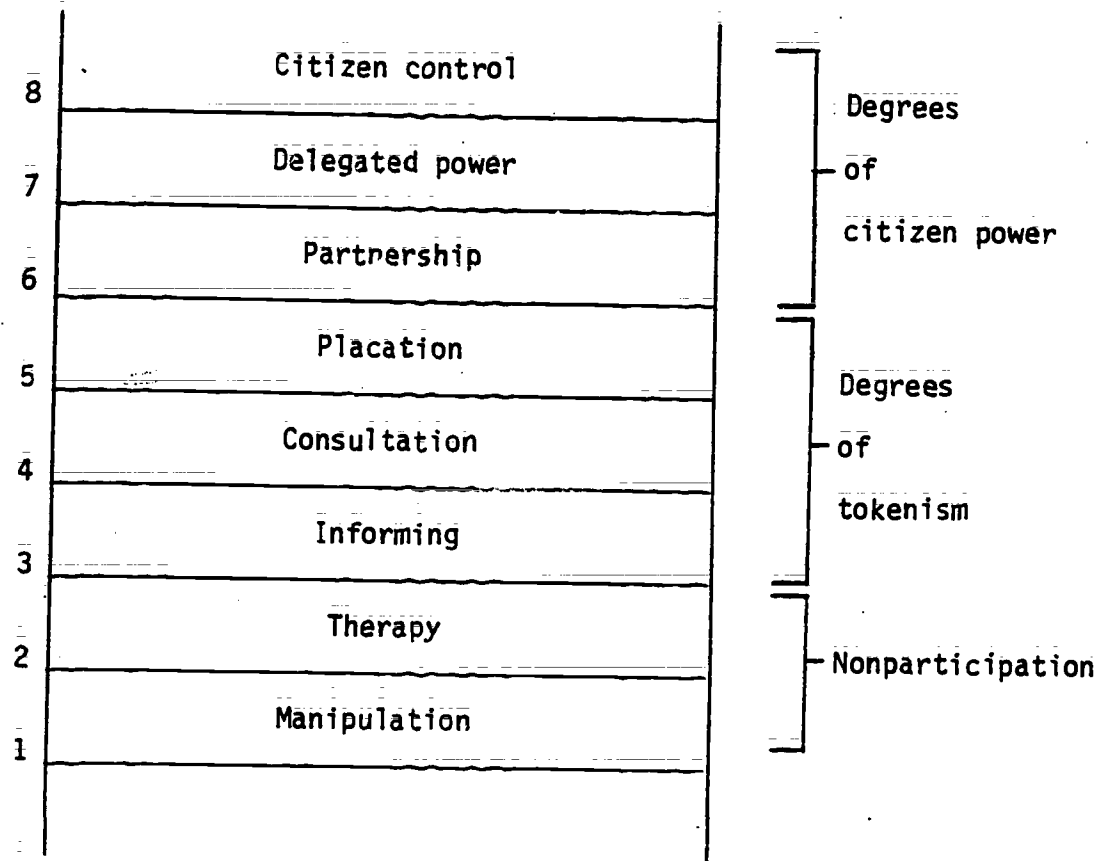 8 Citizen control
7 Delegated power
6 Partnership
5 Placation
4 Consultation
3 Informing
2 Therapy
1 Manipulation
Degrees
of
citizen power
Degrees
of
tokenism
Nonparticipation